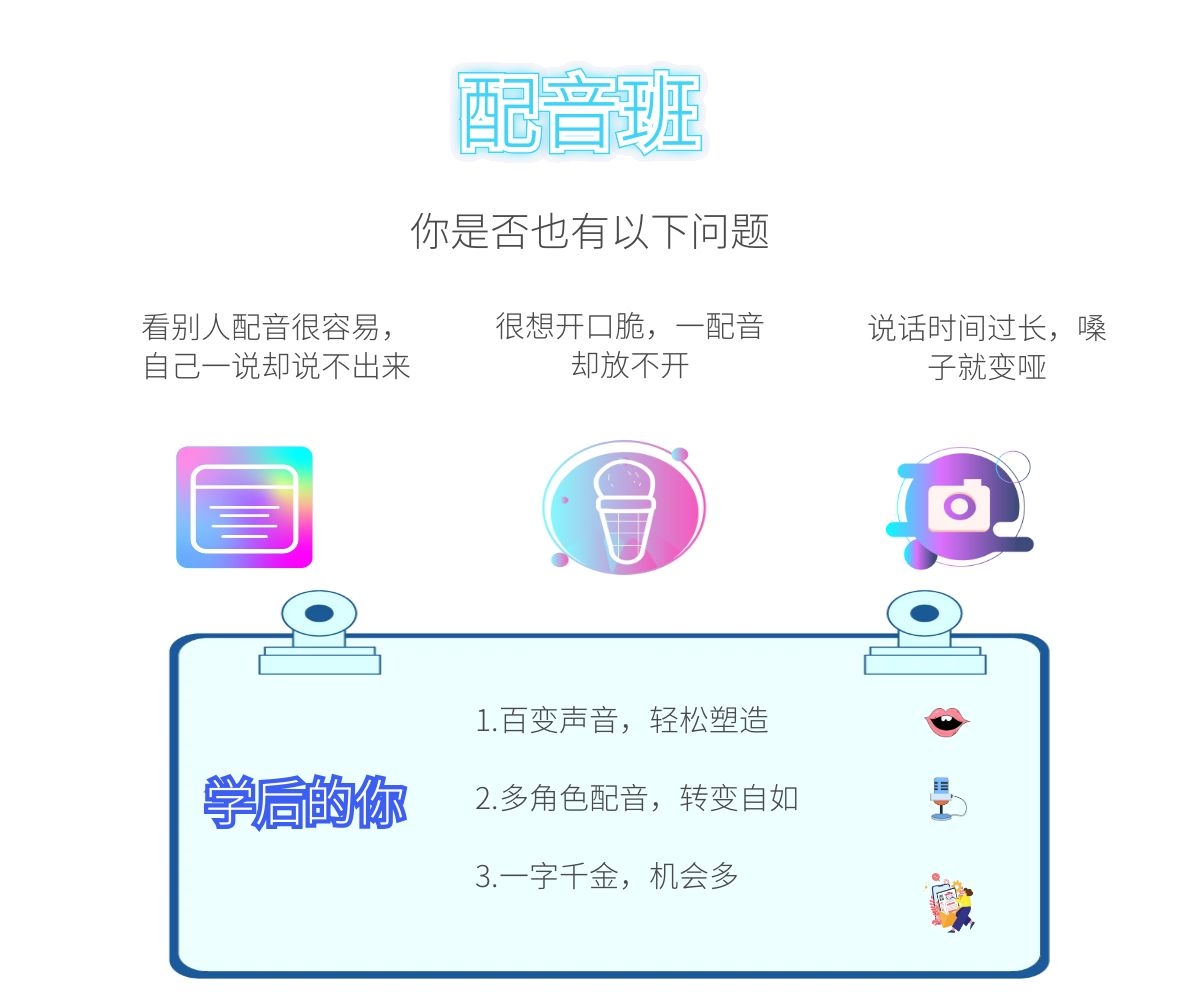 配音班
你是否也有以下问题
看别人配音很容易，
自己一说却说不出来
很想开口脆，一配音
却放不开
说话时间过长，嗓
子就变哑
学后的你
1.百变声音，轻松塑造
2.多角色配音，转变自如
3.一字千金，机会多